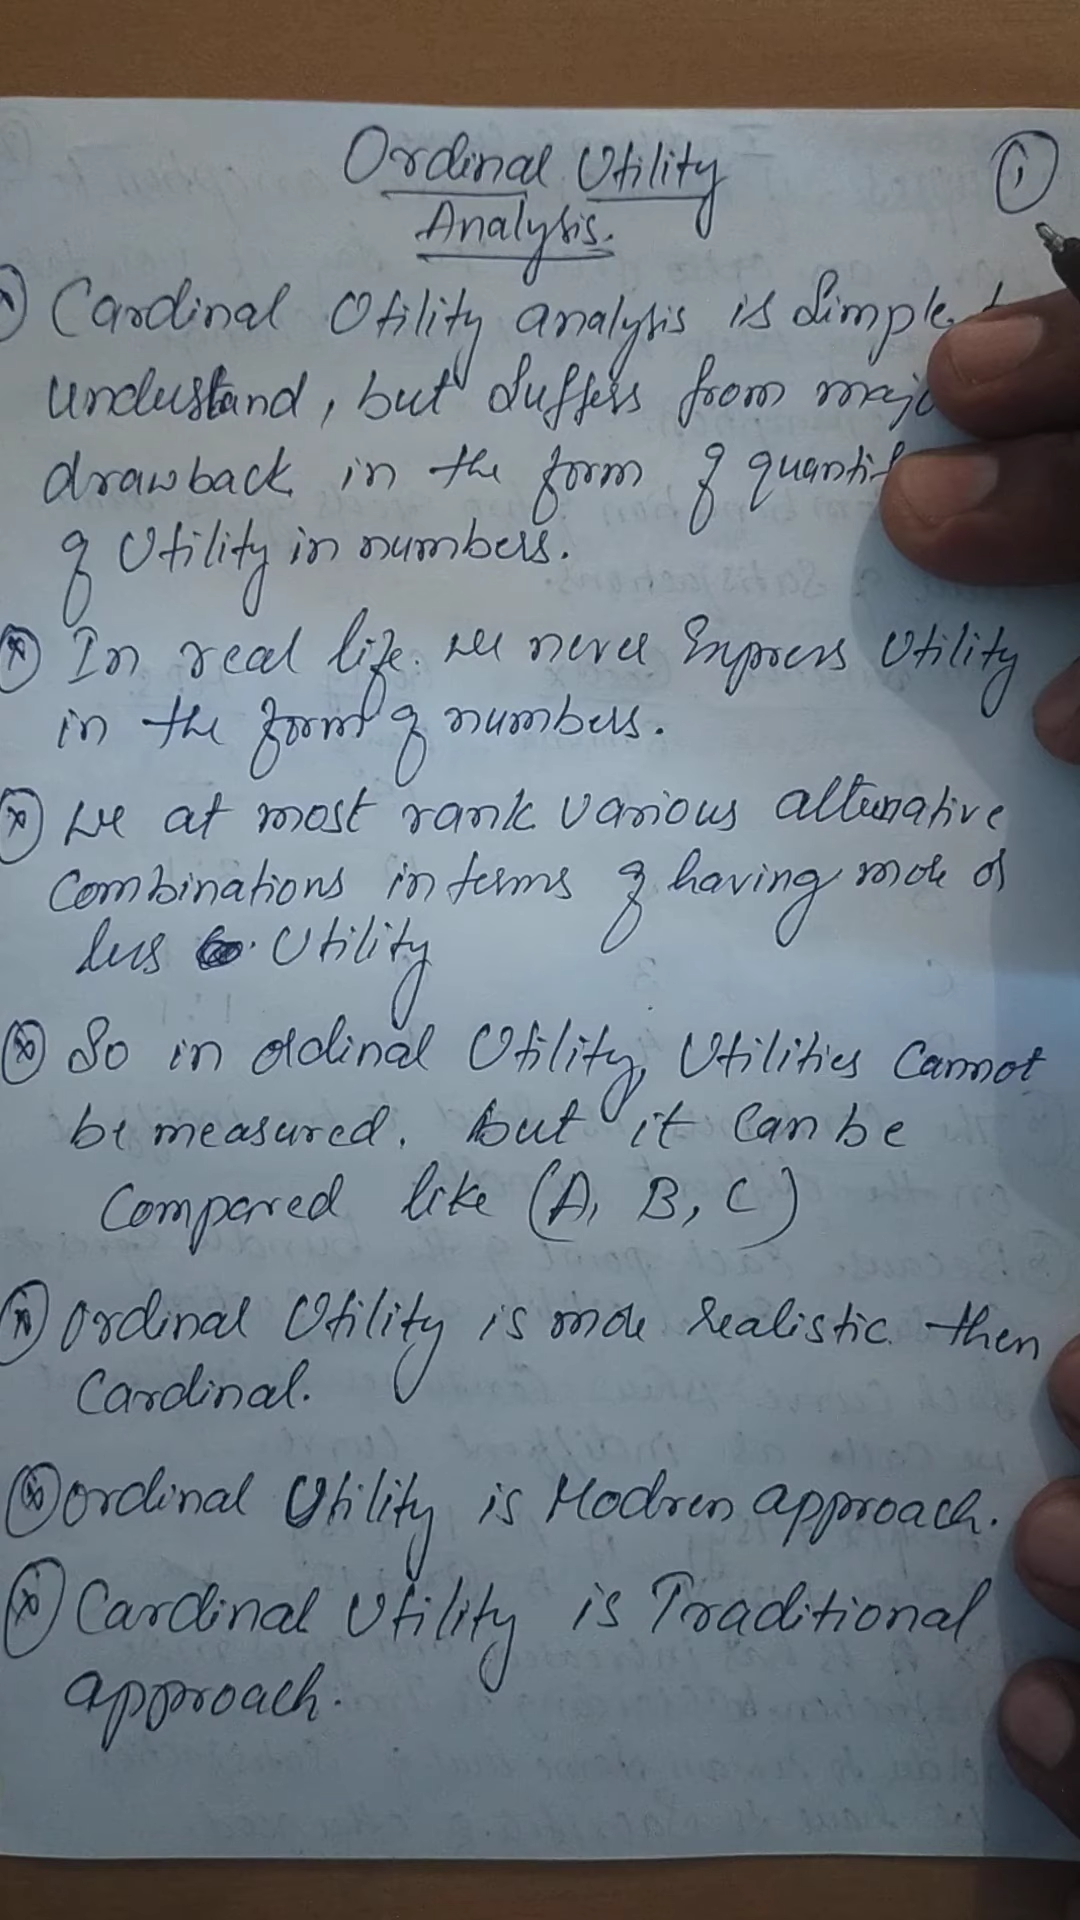 Ordinal Utility
Analysis.
1
Cardinal Utility analysis is simple
understand, but suffers from
drawback in the form of
of Utility in numbers.
In real life. we never Express Utility
in the form of numbers.
we at most rank various alternative
Combinations in terms of having more or
less Utility
So in ordinal Utility, Utilities Cannot
be measured. but it Can be
Compared like (A, B, C)
Ordinal Utility is more realistic then
Cardinal.
Ordinal Utility is Modren approach.
Cardinal Utility is Traditional
approach.